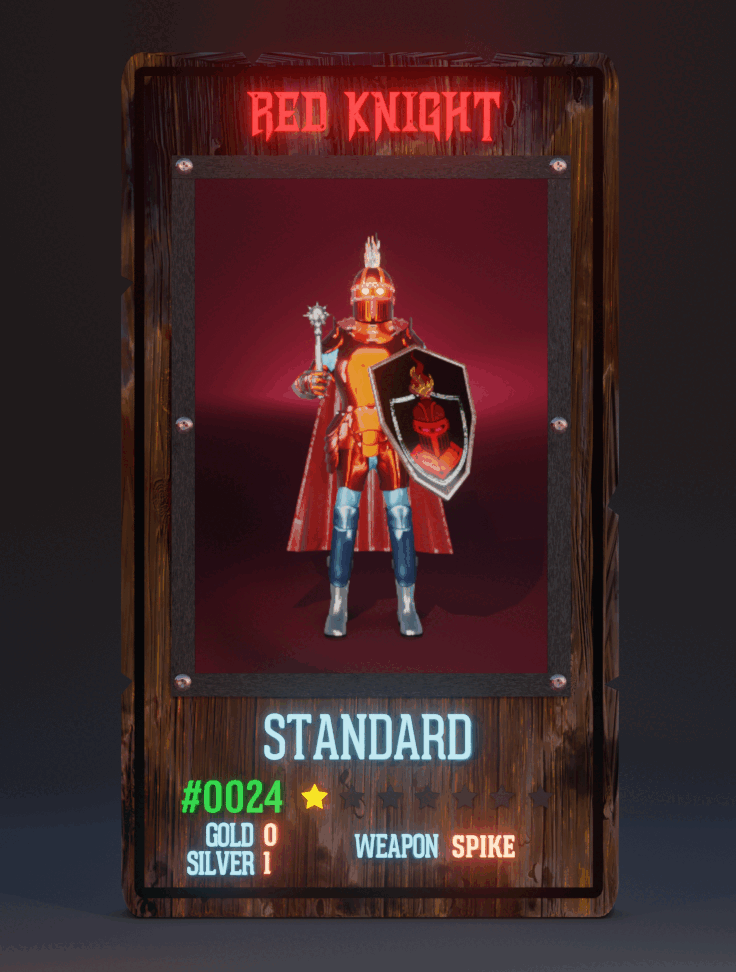 RED KNIGHT
STANDARD
#0024
GOLD 0
SILVER 1
WEAPON SPIKE